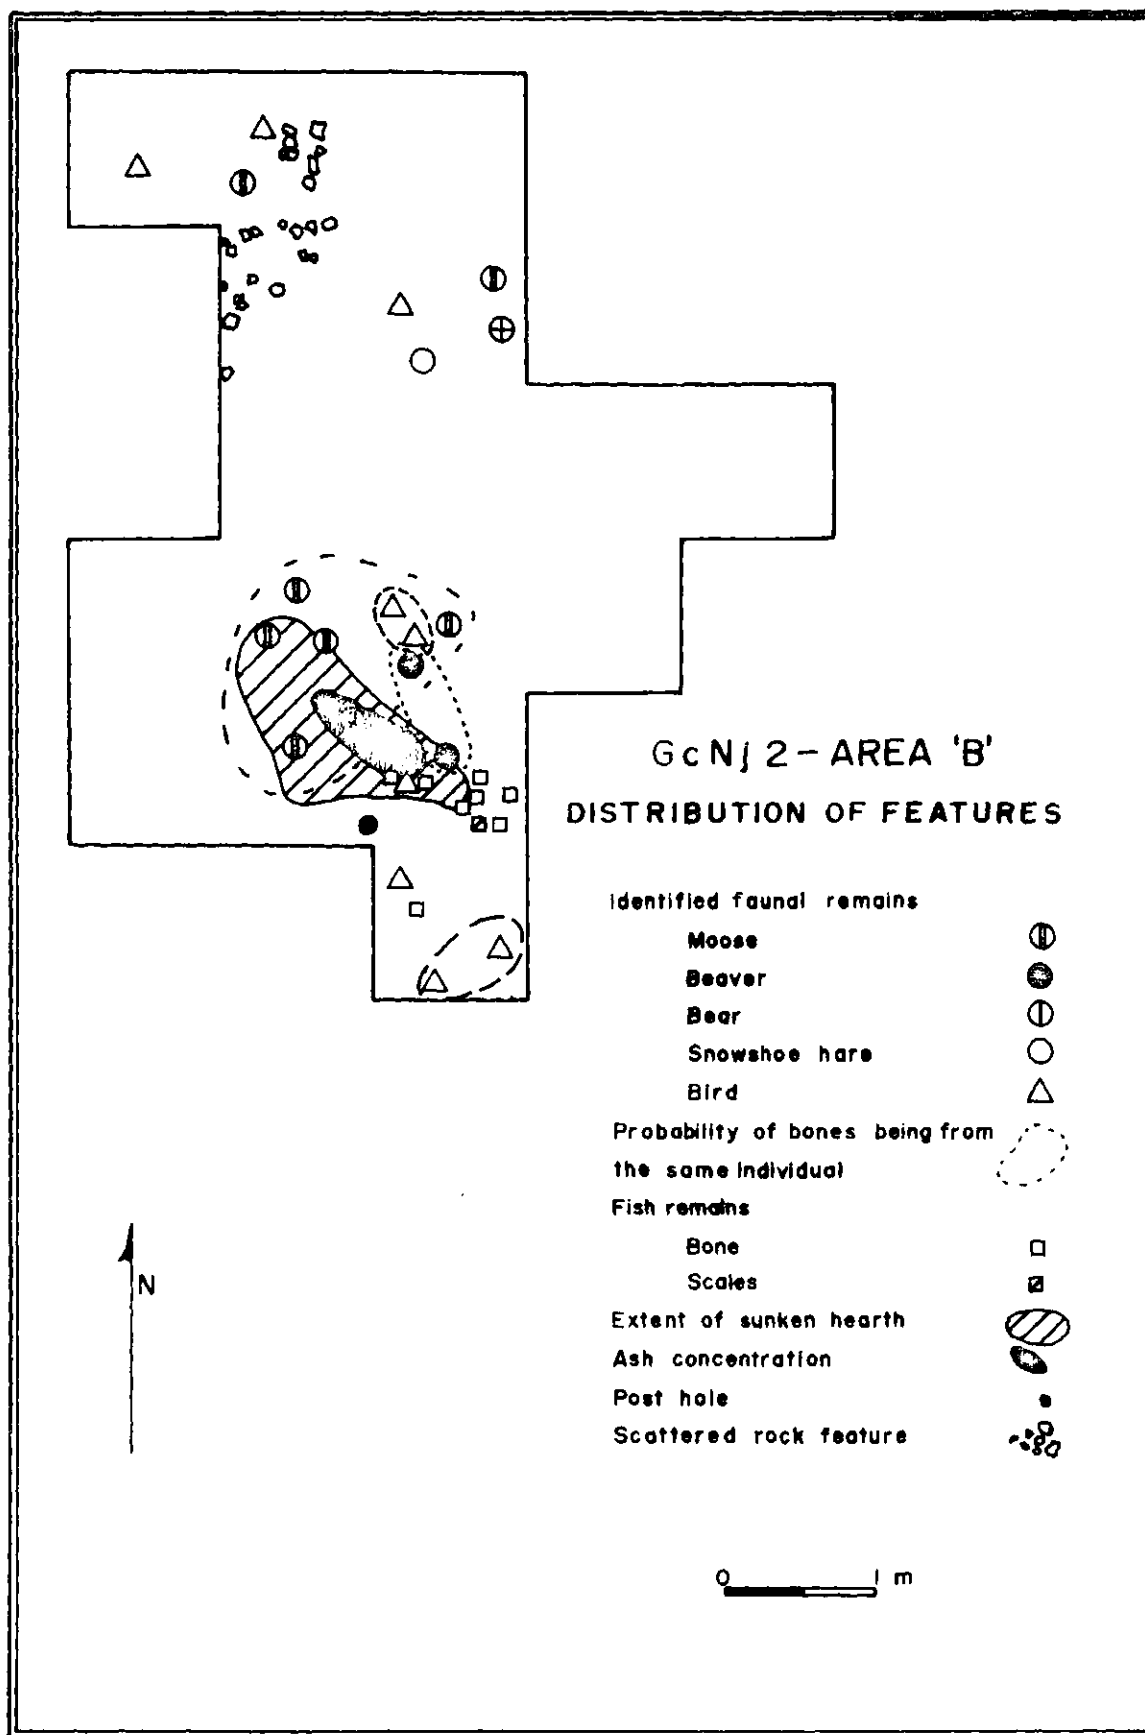 GcNj 2 - AREA 'B'
DISTRIBUTION OF FEATURES
Identified faunal remains
Moose
Beaver
Bear
Snowshoe hare
Bird
Probability of bones being from
the same individual
Fish remains
Bone
Scales
Extent of sunken hearth
Ash concentration
Post hole
Scattered rock feature
N
0 1 m